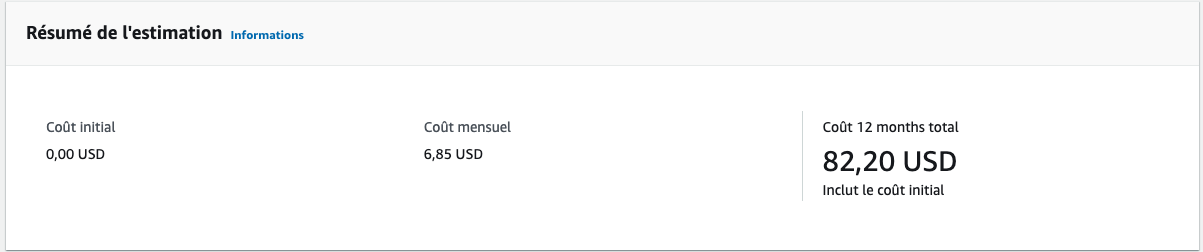 Résumé de l'estimation Informations
Coût initial
0,00 USD
Coût mensuel
6,85 USD
Coût 12 months total
82,20 USD
Inclut le coût initial